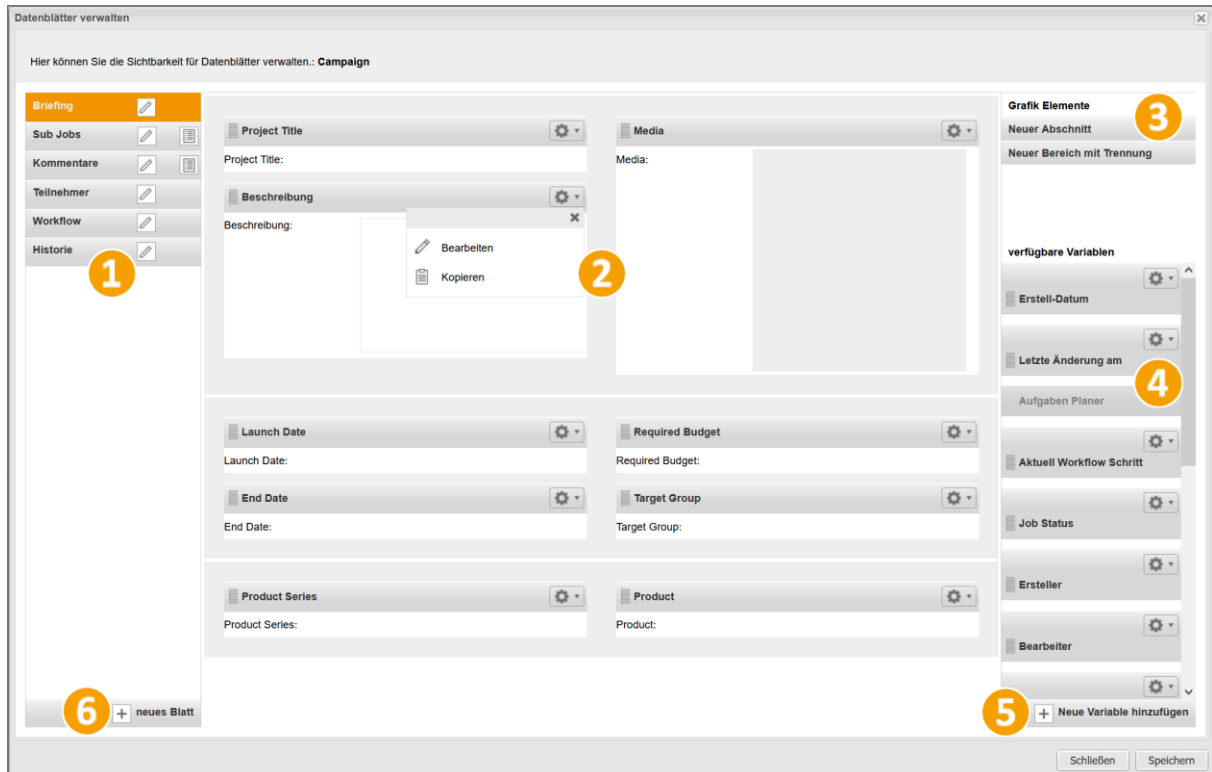 Datenblätter verwalten
Hier können Sie die Sichtbarkeit für Datenblätter verwalten.: Campaign
Briefing
Sub Jobs
Kommentare
Teilnehmer
Workflow
Historie
1
6
neues Blatt
Project Title
Project Title:
Beschreibung
Beschreibung:
Bearbeiten
Kopieren
2
Media
Media:
Launch Date
Launch Date:
Required Budget
Required Budget:
End Date
End Date:
Target Group
Target Group:
Product Series
Product Series:
Product
Product:
Grafik Elemente
3
Neuer Abschnitt
Neuer Bereich mit Trennung
verfügbare Variablen
Erstell-Datum
Letzte Änderung am
4
Aufgaben Planer
Aktuell Workflow Schritt
Job Status
Ersteller
Bearbeiter
5
Neue Variable hinzufügen
Schließen
Speichern